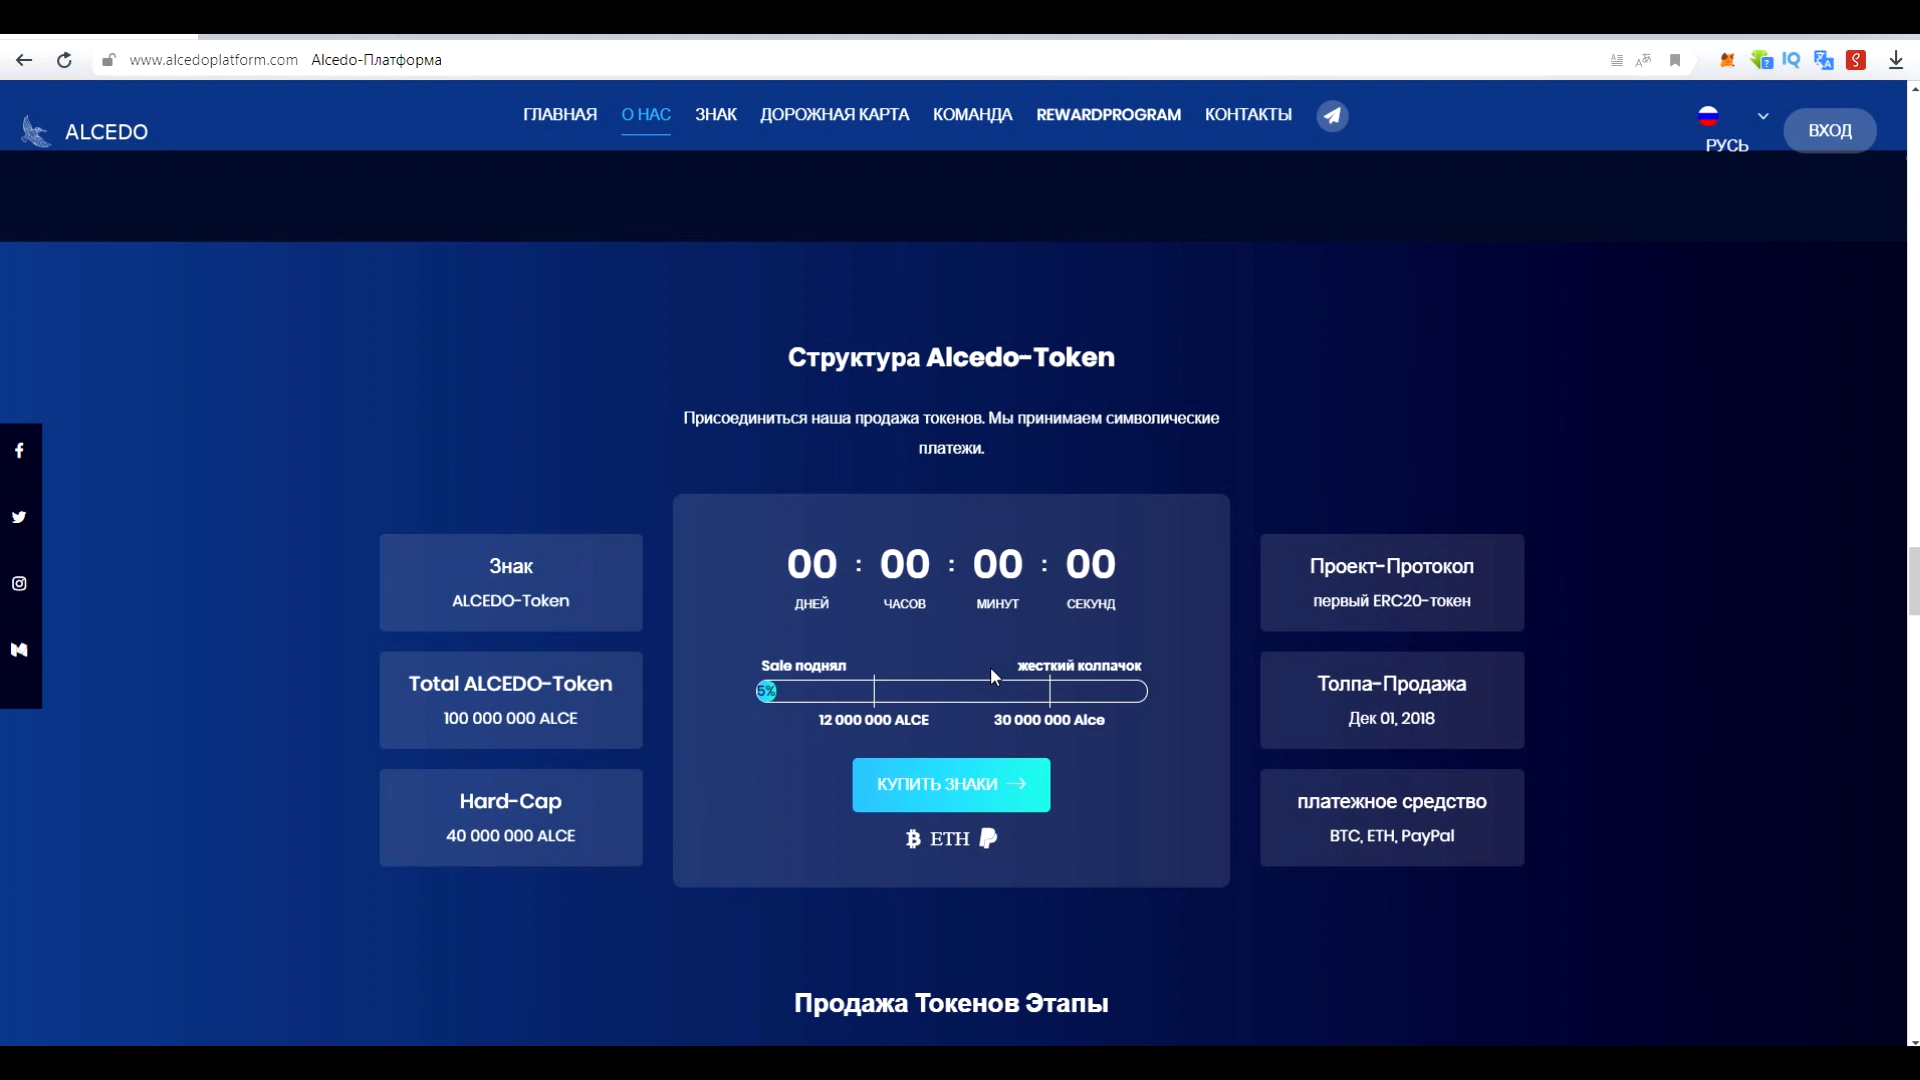 www.alcedoplatform.com Alcedo-Платформа
IQ
ALCEDO
ГЛАВНАЯ О НАС ЗНАК ДОРОЖНАЯ КАРТА КОМАНДА REWARDPROGRAM КОНТАКТЫ
РУСЬ
ВХОД
Структура Alcedo-Token
Присоединиться наша продажа токенов. Мы принимаем символические
платежи.
Знак
ALCEDO-Token
Total ALCEDO-Token
100 000 000 ALCE
Hard-Cap
40 000 000 ALCE
00 : 00 : 00 : 00
ДНЕЙ ЧАСОВ МИНУТ СЕКУНД
Sale поднял жесткий колпачок
5%
12 000 000 ALCE 30 000 000 Alce
КУПИТЬ ЗНАКИ
ETH
Проект-Протокол
первый ERC20-токен
Толпа-Продажа
Дек 01, 2018
платежное средство
BTC, ETH, PayPal
Продажа Токенов Этапы